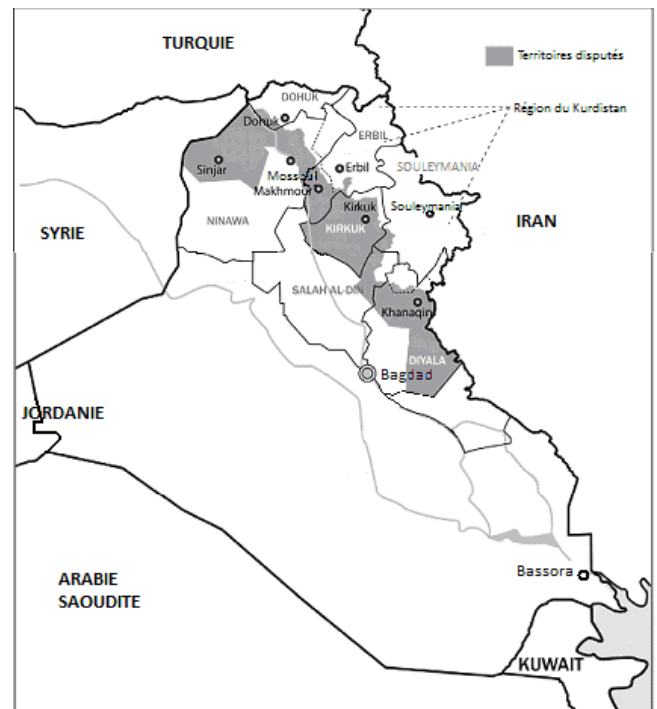 TURQUIE
Territoires disputés
DOHUK
Région du Kurdistan
Dohuk
ERBIL
SOULEYMANIA
Sinjar
Mossoul
Erbil
Makhmour
Kirkuk
Souleymania
NINAWA
IRAN
SYRIE
KIRKUK
SALAH AL-DIN
Khanaqin
DIYALA
Bagdad
JORDANIE
Bassora
ARABIE
SAOUDITE
KUWAIT